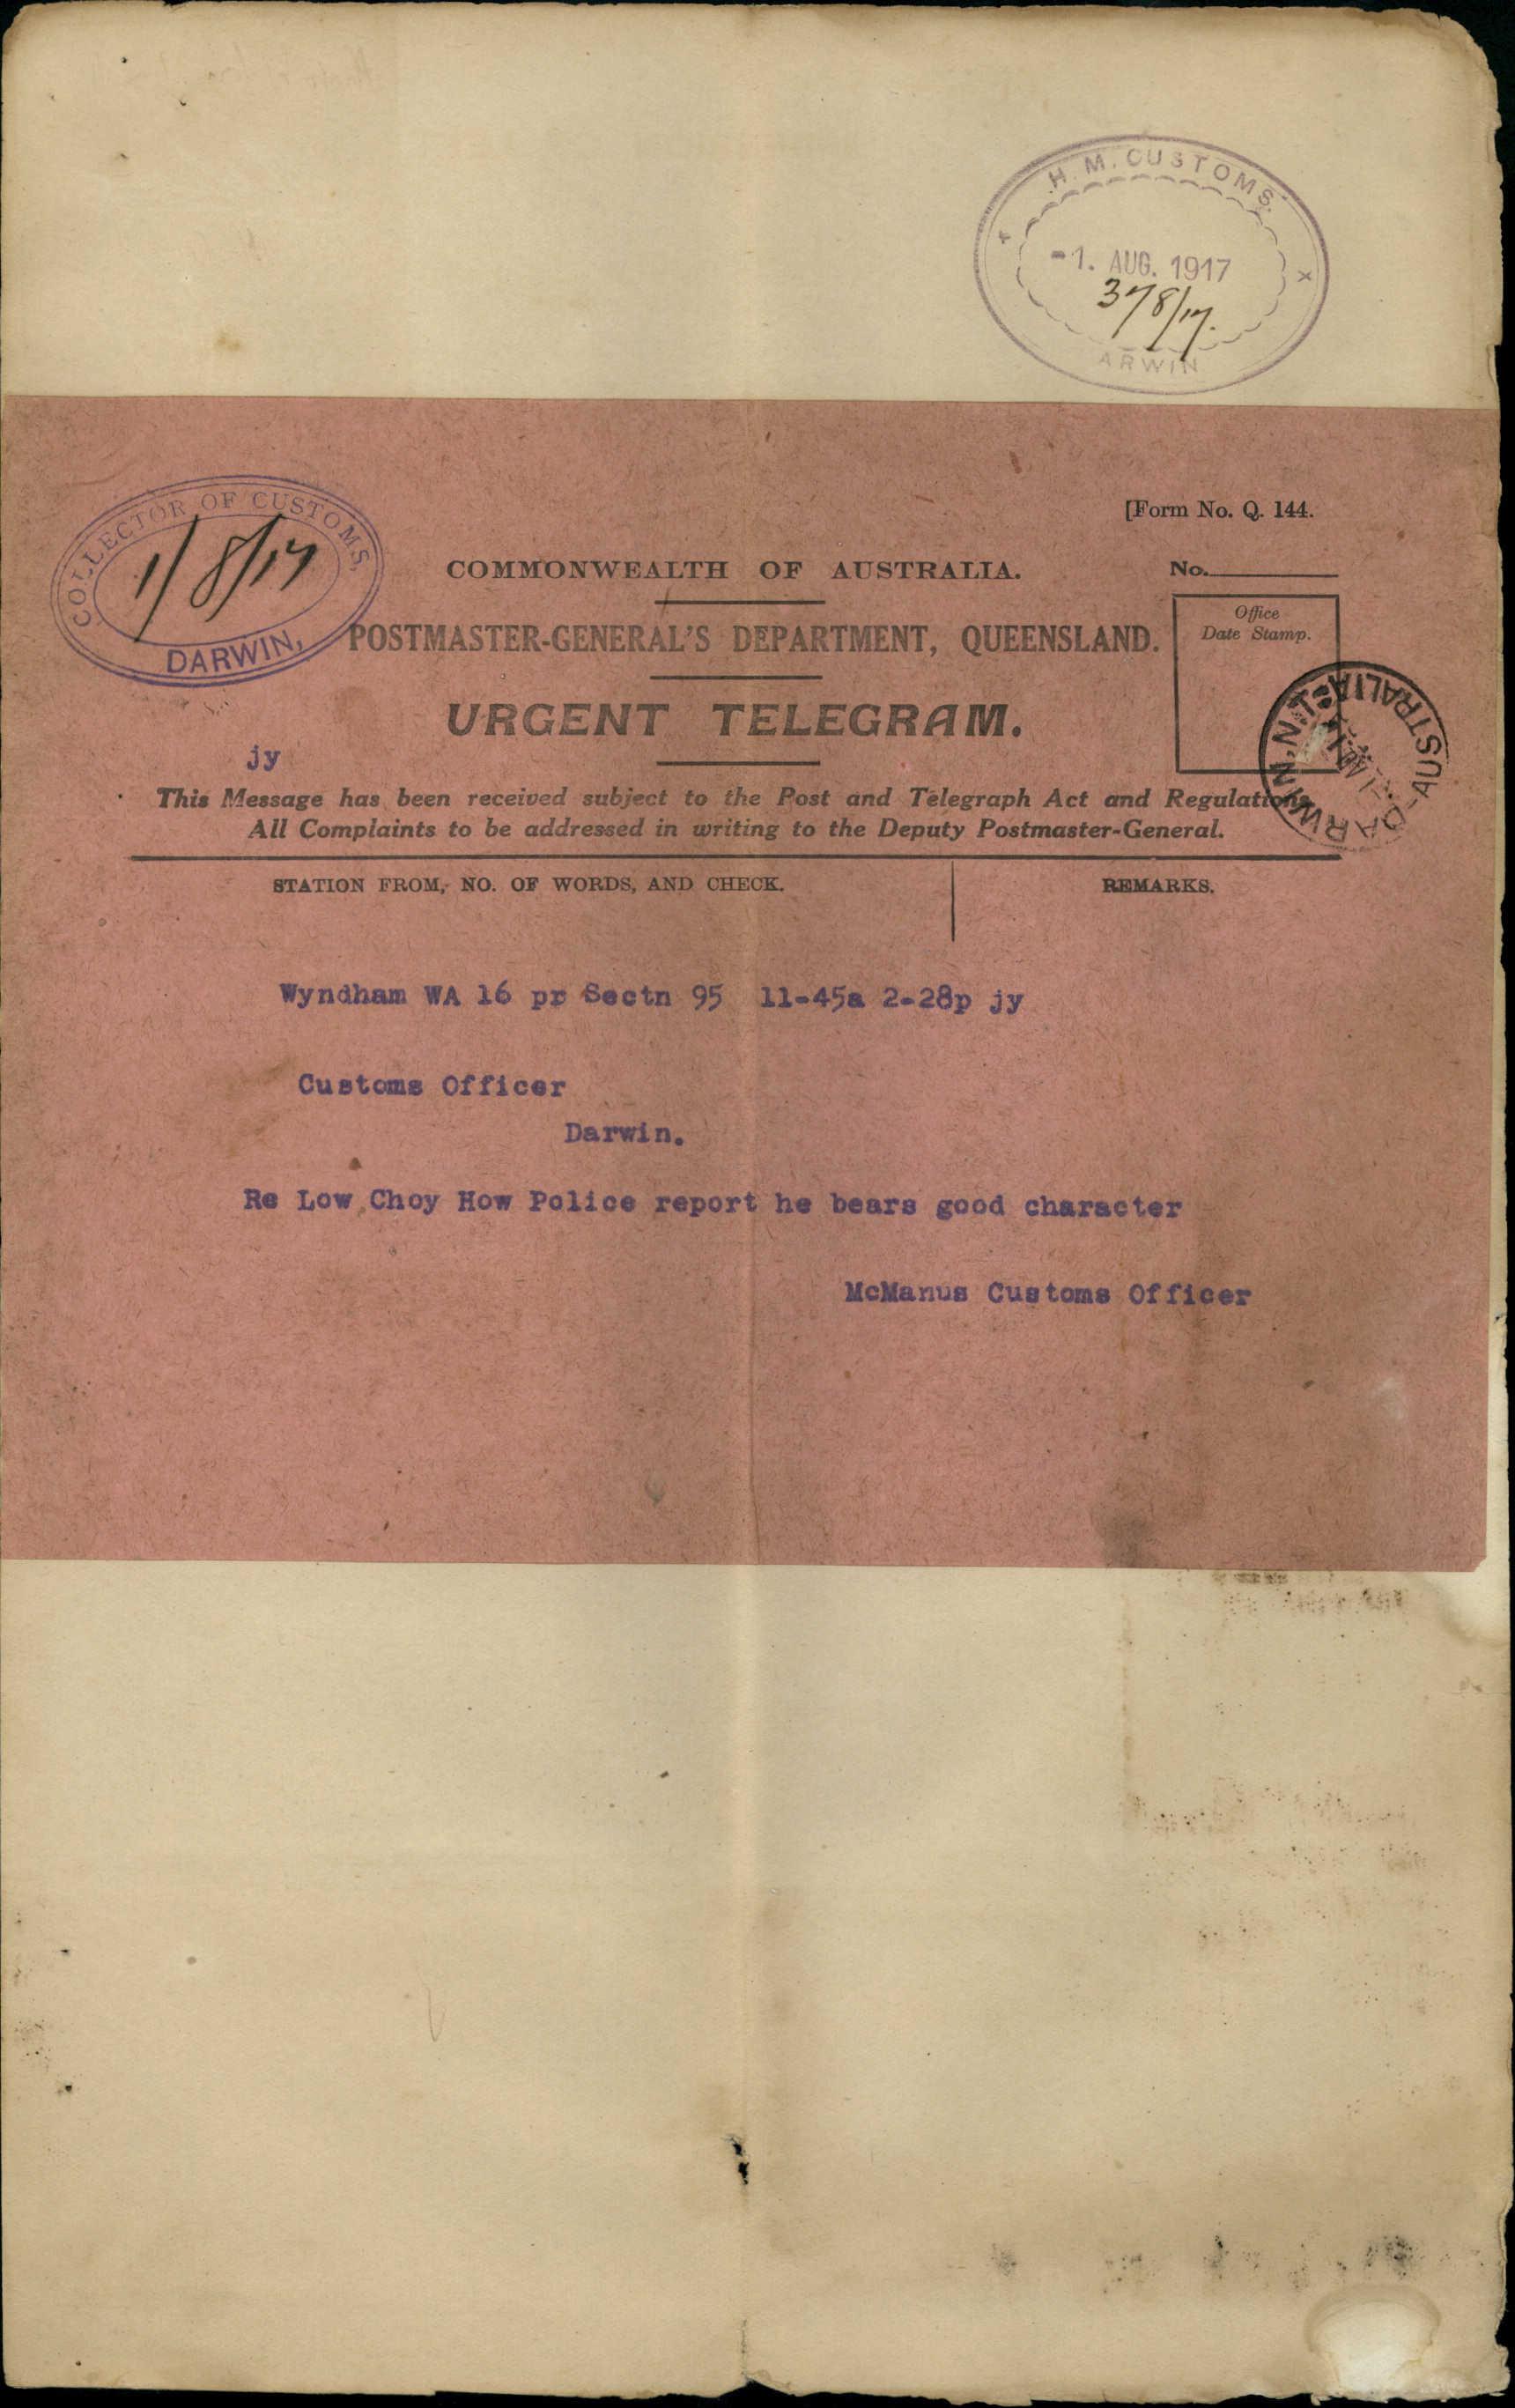 H. M. CUSTOMS.
-1. AUG. 1917
378/17.
ARWIN
COLLECTOR OF CUSTOMS,
1/8/17
DARWIN,
[Form No. Q. 144.
COMMONWEALTH OF AUSTRALIA.
No.
POSTMASTER-GENERAL'S DEPARTMENT, QUEENSLAND.
Office
Date Stamp.
URGENT TELEGRAM.
jy
This Message has been received subject to the Post and Telegraph Act and Regulations.
All Complaints to be addressed in writing to the Deputy Postmaster-General.
STATION FROM, NO. OF WORDS, AND CHECK.
REMARKS.
Wyndham WA 16 pr Sectn 95 11-45a 2-28p jy
Customs Officer
Darwin.
Re Low Choy How Police report he bears good character
McManus Customs Officer
DARWIN. N.T. AUSTRALIA